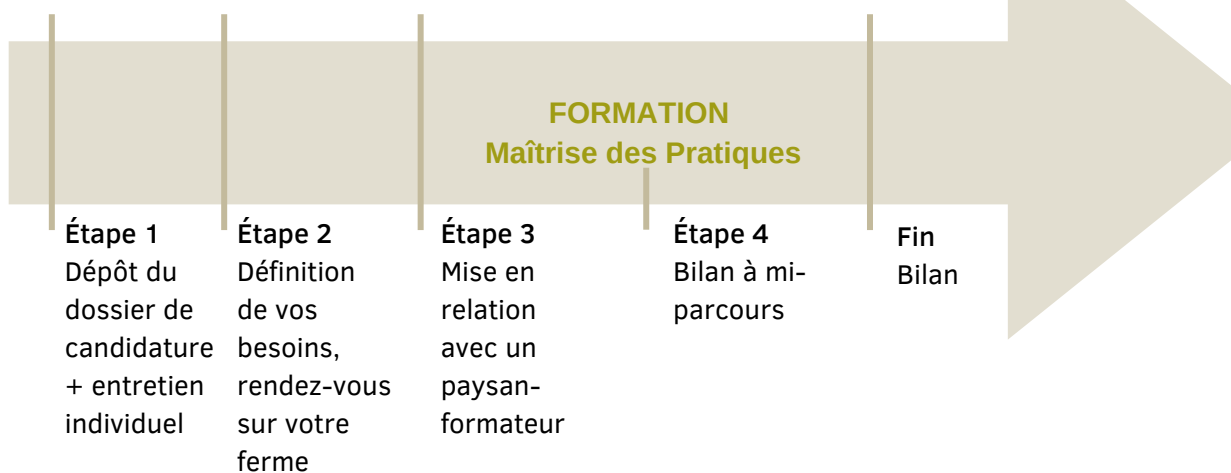 FORMATION
Maîtrise des Pratiques
Étape 1
Dépôt du
dossier de
candidature
+ entretien
individuel
Étape 2
Définition
de vos
besoins,
rendez-vous
sur votre
ferme
Étape 3
Mise en
relation
avec un
paysan-
formateur
Étape 4
Bilan à mi-
parcours
Fin
Bilan